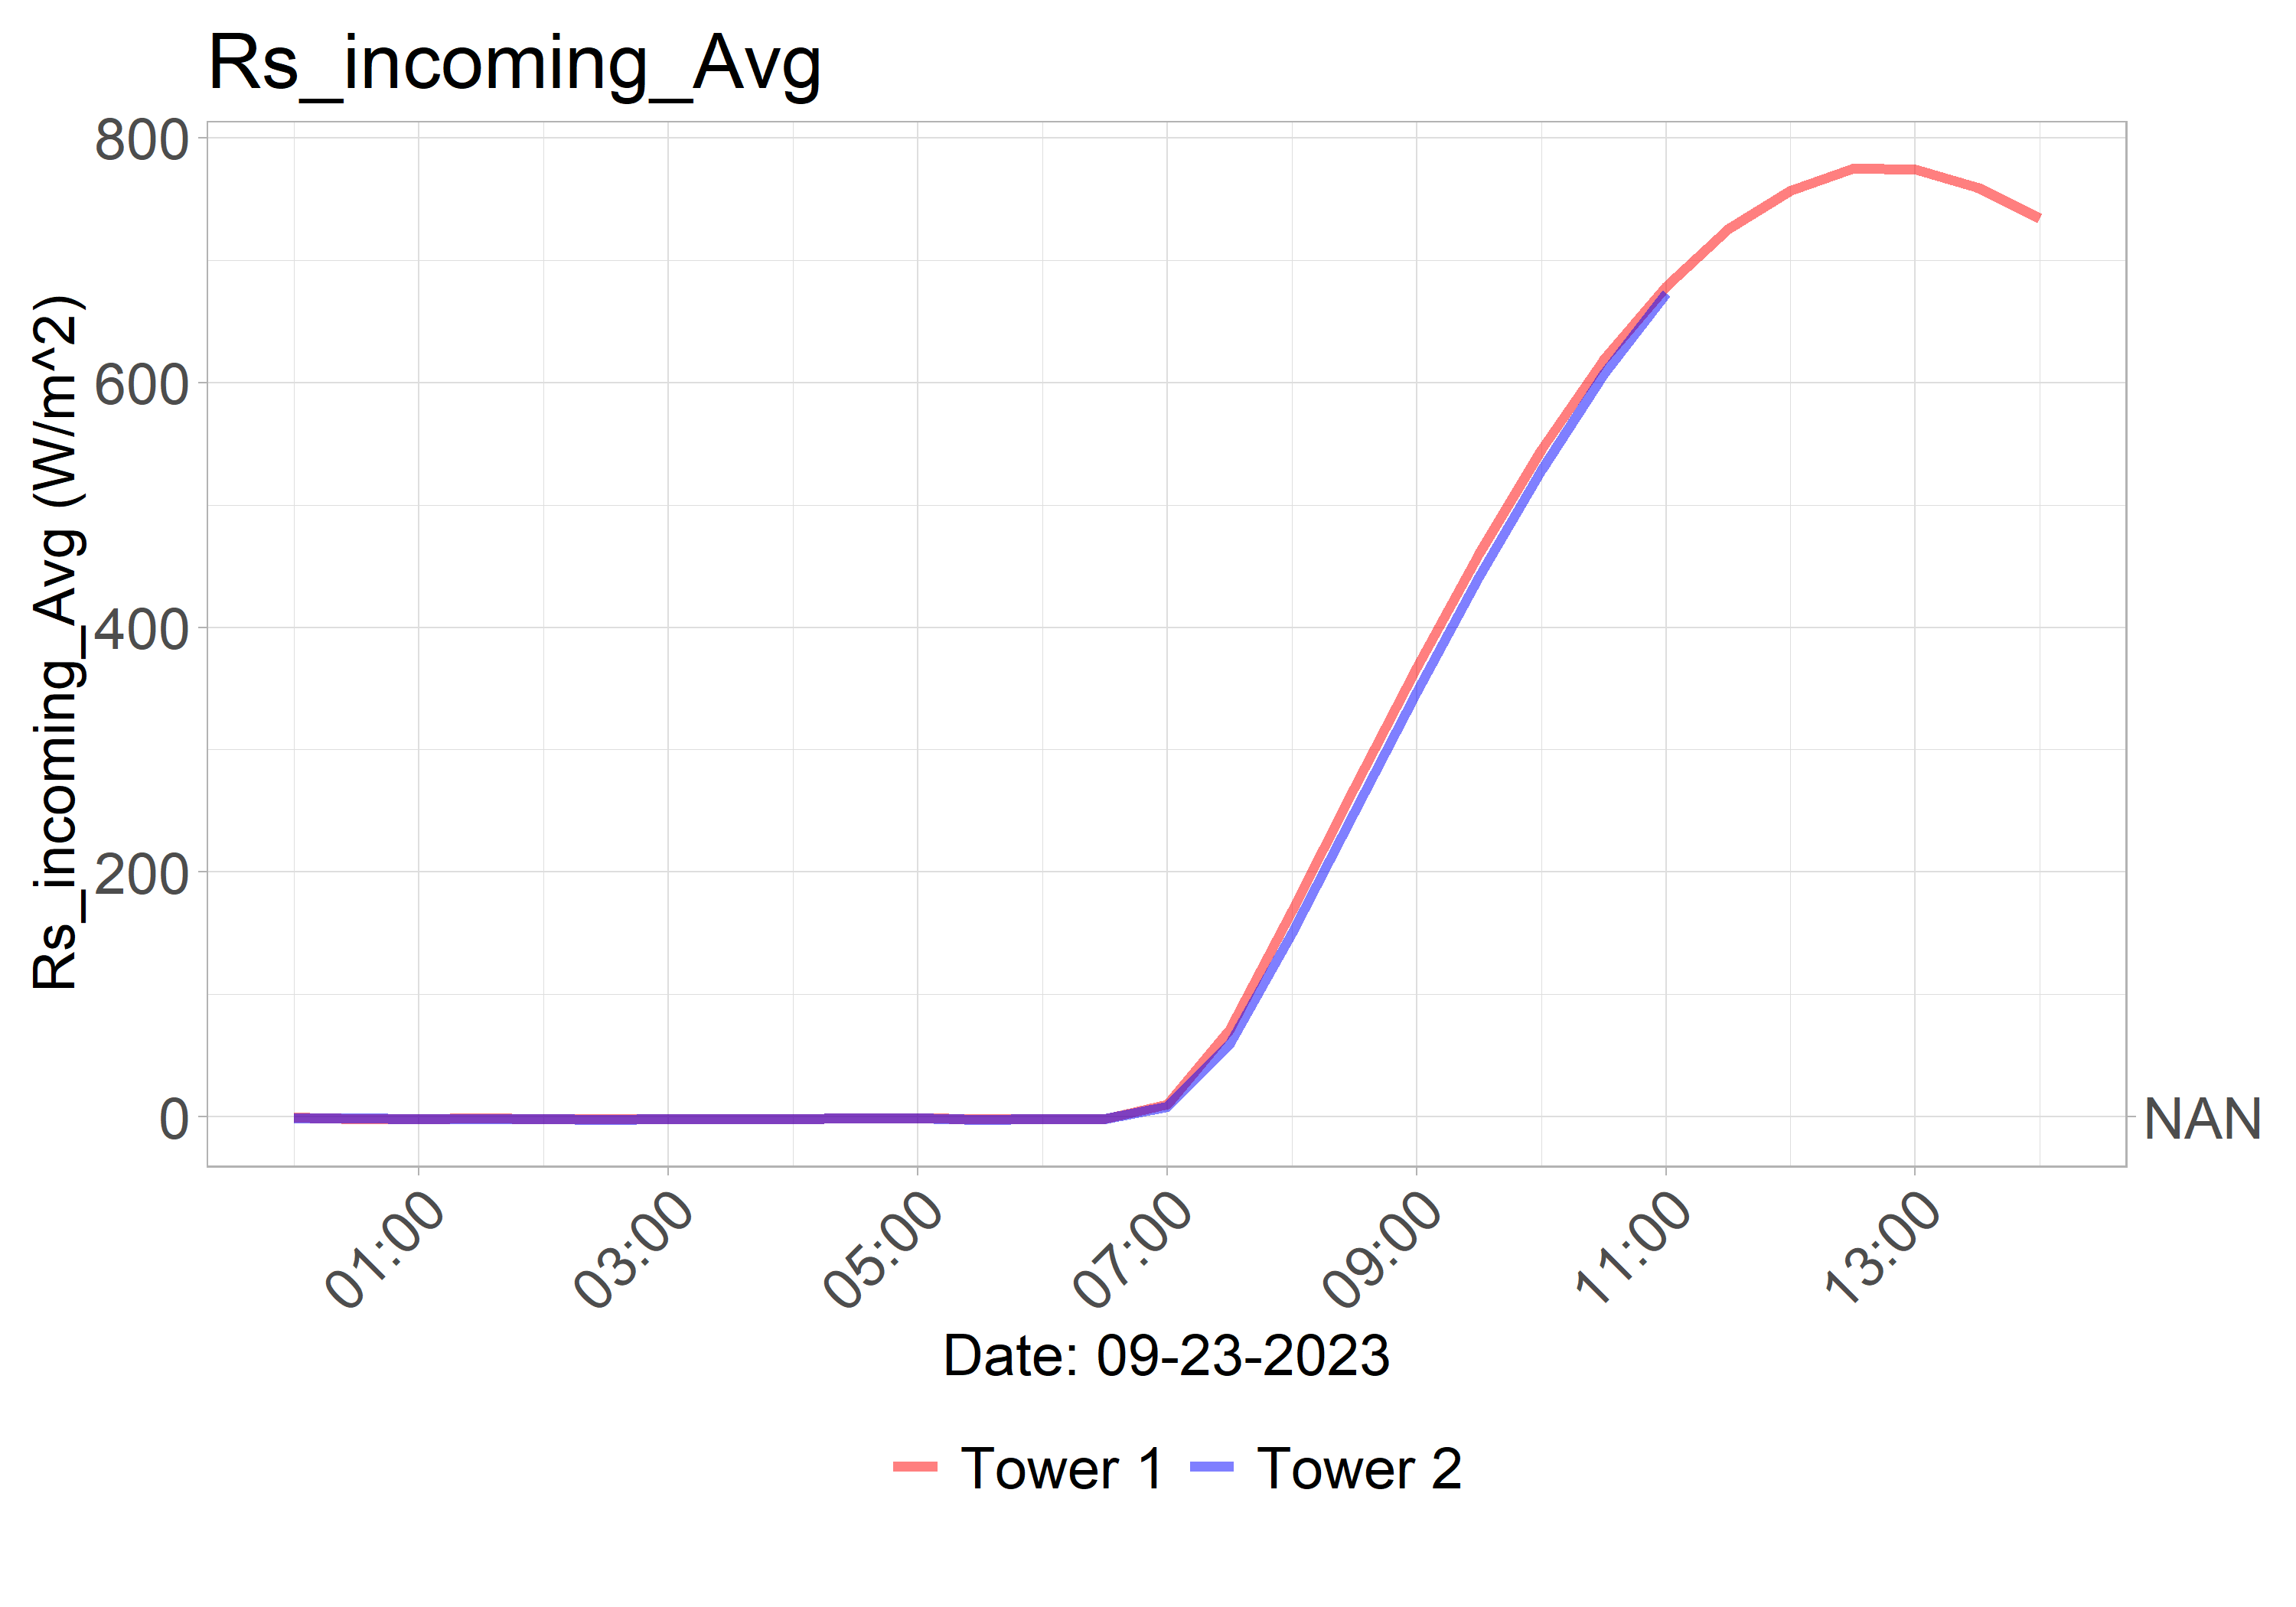 Rs_incoming_Avg
Rs_incoming_Avg (W/m^2)
800
600
400
200
0
NAN
01:00
03:00
05:00
07:00
09:00
11:00
13:00
Date: 09-23-2023
Tower 1
Tower 2